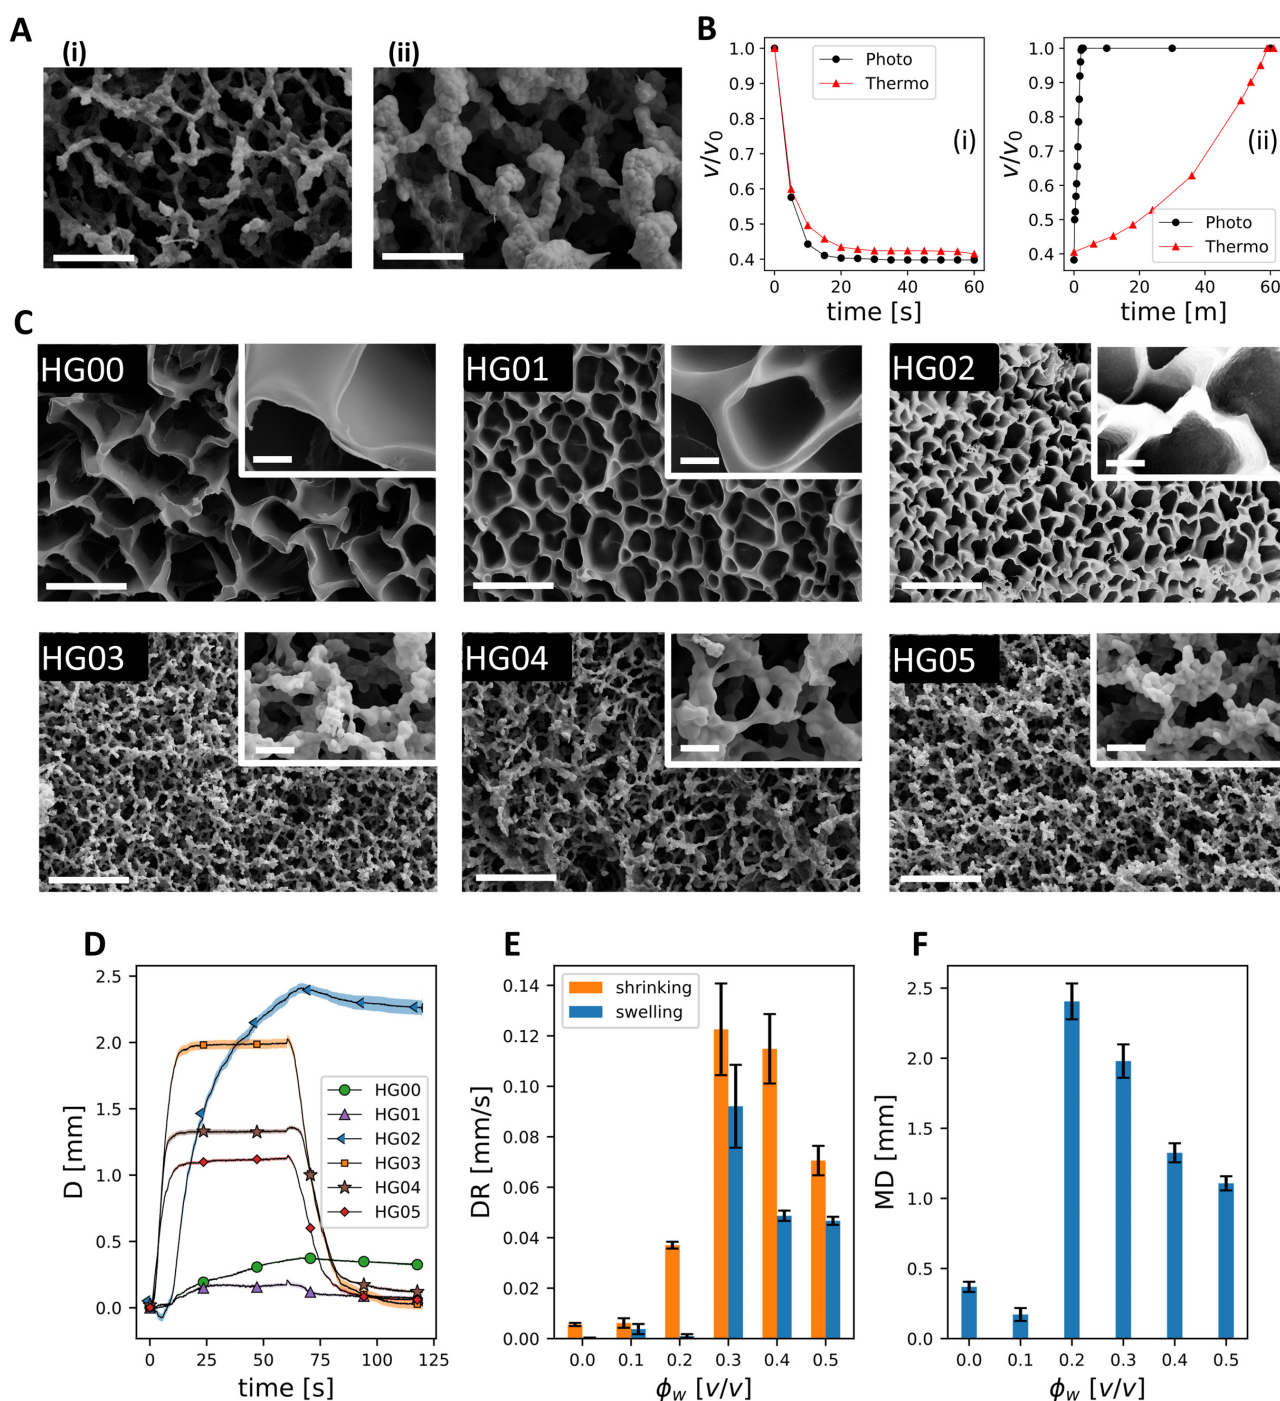 A
(i)
(ii)
B
1.0
0.9
0.8
0.7
0.6
0.5
0.4
v/v0
Photo
Thermo
(i)
0 20 40 60
time [s]
1.0
0.9
0.8
0.7
0.6
0.5
0.4
v/v0
(ii)
Photo
Thermo
0 20 40 60
time [m]
C
HG00
HG01
HG02
HG03
HG04
HG05
D
2.5
2.0
1.5
1.0
0.5
0.0
D [mm]
HG00
HG01
HG02
HG03
HG04
HG05
0 25 50 75 100 125
time [s]
E
0.14
0.12
0.10
0.08
0.06
0.04
0.02
0.00
DR [mm/s]
shrinking
swelling
0.0 0.1 0.2 0.3 0.4 0.5
ϕw [v/v]
F
2.5
2.0
1.5
1.0
0.5
0.0
MD [mm]
0.0 0.1 0.2 0.3 0.4 0.5
ϕw [v/v]